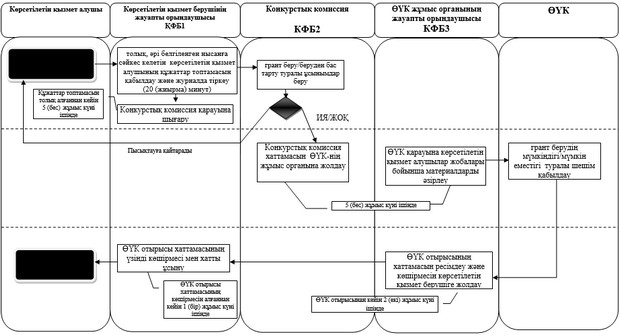 Көрсетілетін қызмет алушы
Көрсетілетін қызмет берушінің
жауапты орындаушысы
ҚФБ1
Конкурстық комиссия
КФБ2
ӨҮК жұмыс органының
жауапты орындаушысы
КФБ3
ӨҮК
толық, әрі белгіленген нысанға
сәйкес келетін көрсетілетін қызмет
алушының құжаттар топтамасын
қабылдау және журналда тіркеу
(20 (жиырма) минут)
Құжаттар топтамасын
толық алғаннан кейін
5 (бес) жұмыс күні
ішінде
Конкурстық комиссия қарауына
шығару
грант беру/беруден бас
тарту туралы ұсынымдар
беру
ИЯ/ЖОҚ
Пысықтауға қайтарады
Конкурстық комиссия
хаттамасын ӨҮК-нің
жұмыс органына жолдау
ӨҮК қарауына көрсетілетін
қызмет алушылар жобалары
бойынша материалдарды
әзірлеу
грант берудің
мүмкіндігі/мүмкін
еместігі туралы шешім
қабылдау
5 (бес) жұмыс күні ішінде
ӨҮК отырысы хаттамасының
үзінді көшірмесі мен хатты
ұсыну
ӨҮК отырысының
хаттамасын ресімдеу және
көшірмесін көрсетілетін
қызмет берушіге жолдау
ӨҮК отырысы
хаттамасының
көшірмесін алғаннан
кейін 1 (бір) жұмыс күні
ішінде
ӨҮК отырысынан кейін 2 (екі) жұмыс күні
ішінде